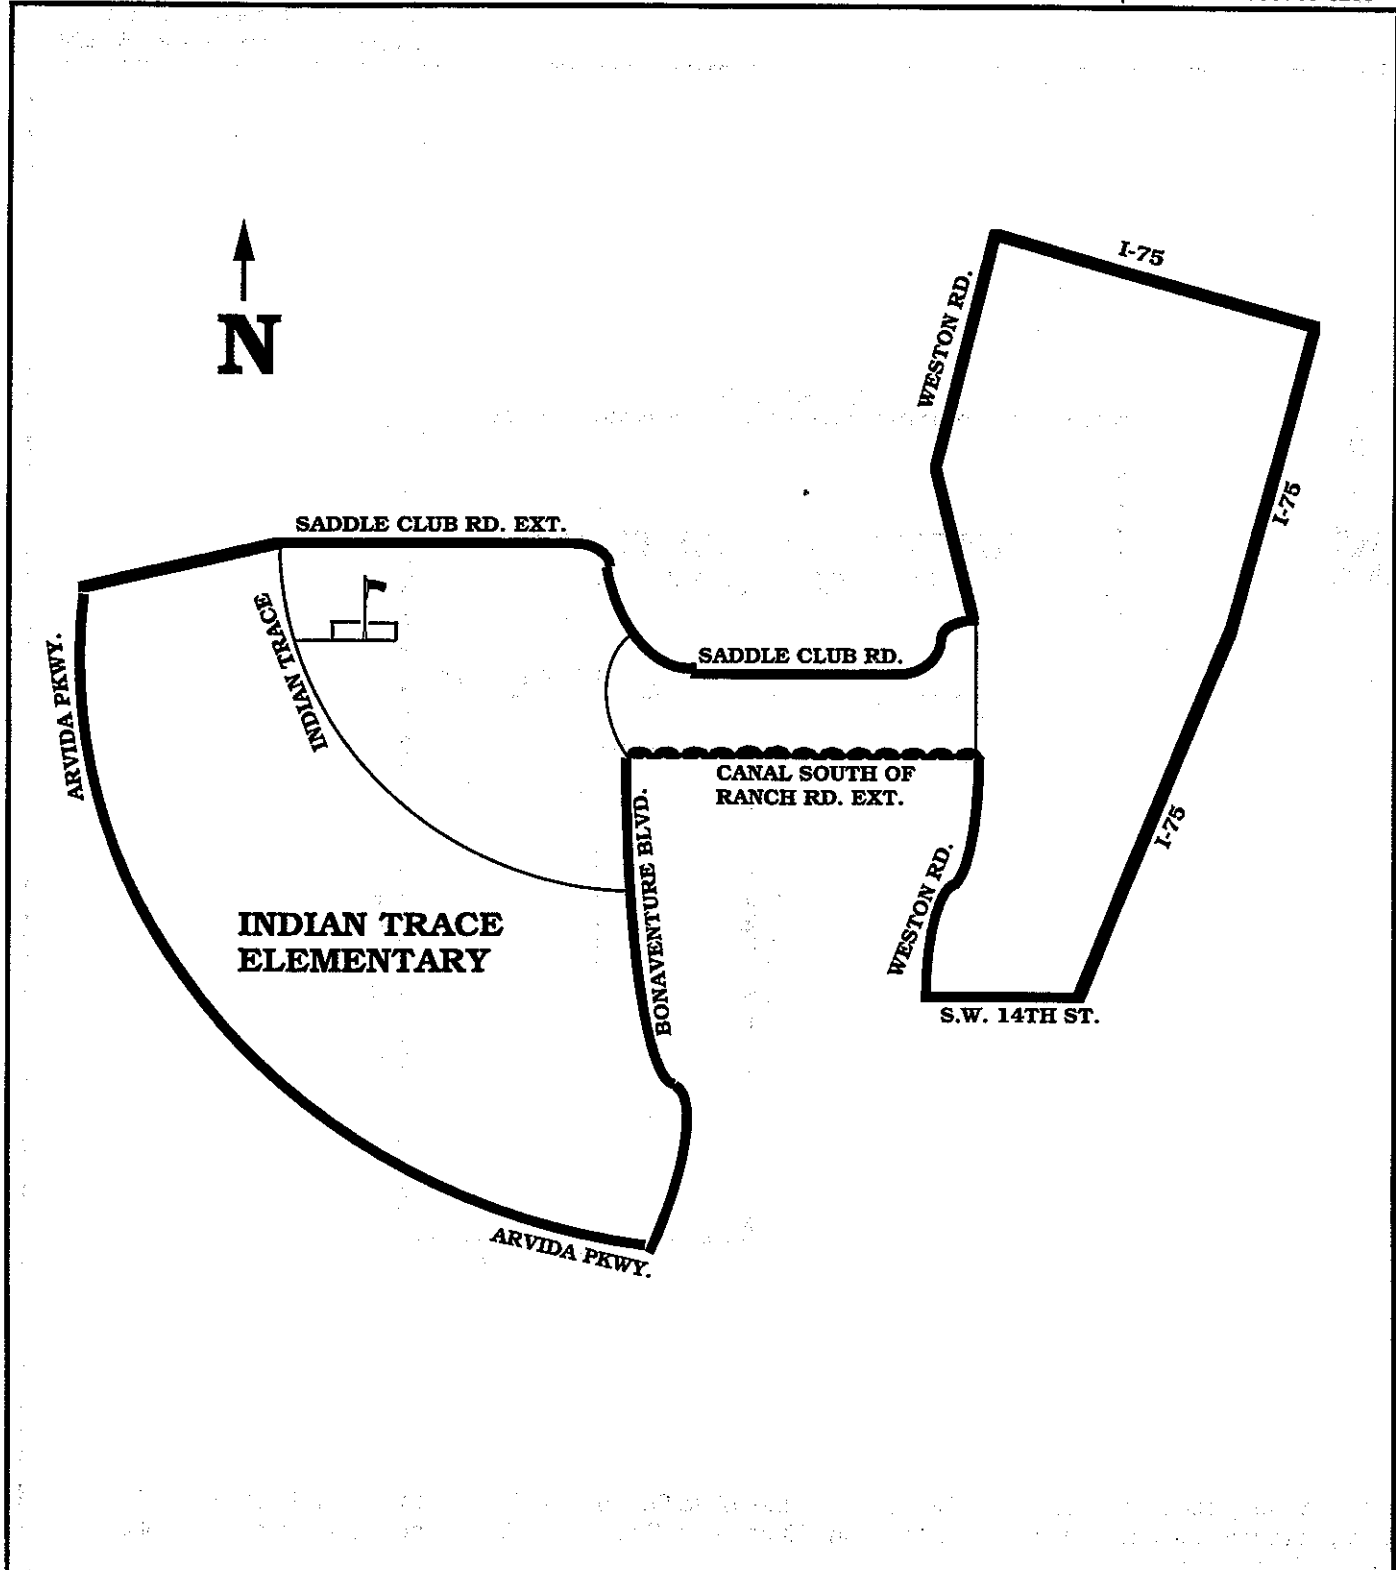 I-75
WESTON RD.
N
I-75
SADDLE CLUB RD. EXT.
INDIAN TRACE
ARVIDA PKWY.
SADDLE CLUB RD.
CANAL SOUTH OF
RANCH RD. EXT.
BONAVENTURE BLVD.
I-75
WESTON RD.
INDIAN TRACE
ELEMENTARY
S.W. 14TH ST.
ARVIDA PKWY.